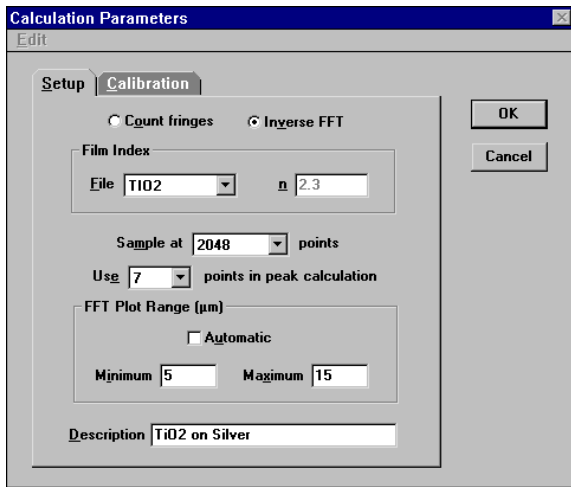 Calculation Parameters
Edit
Setup Calibration
Count fringes Inverse FFT
OK
Film Index
Cancel
File TIO2 n 2.3
Sample at 2048 points
Use 7 points in peak calculation
FFT Plot Range (µm)
Automatic
Minimum 5 Maximum 15
Description TiO2 on Silver